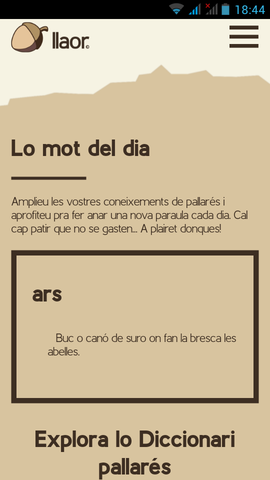 18:44
llaor©
Lo mot del dia
Amplieu les vostres coneixements de pallarés i
aprofiteu pra fer anar una nova paraula cada dia. Cal
cap patir que no se gasten... A plairet donques!
ars
Buc o canó de suro on fan la bresca les
abelles.
Explora lo Diccionari
pallarés